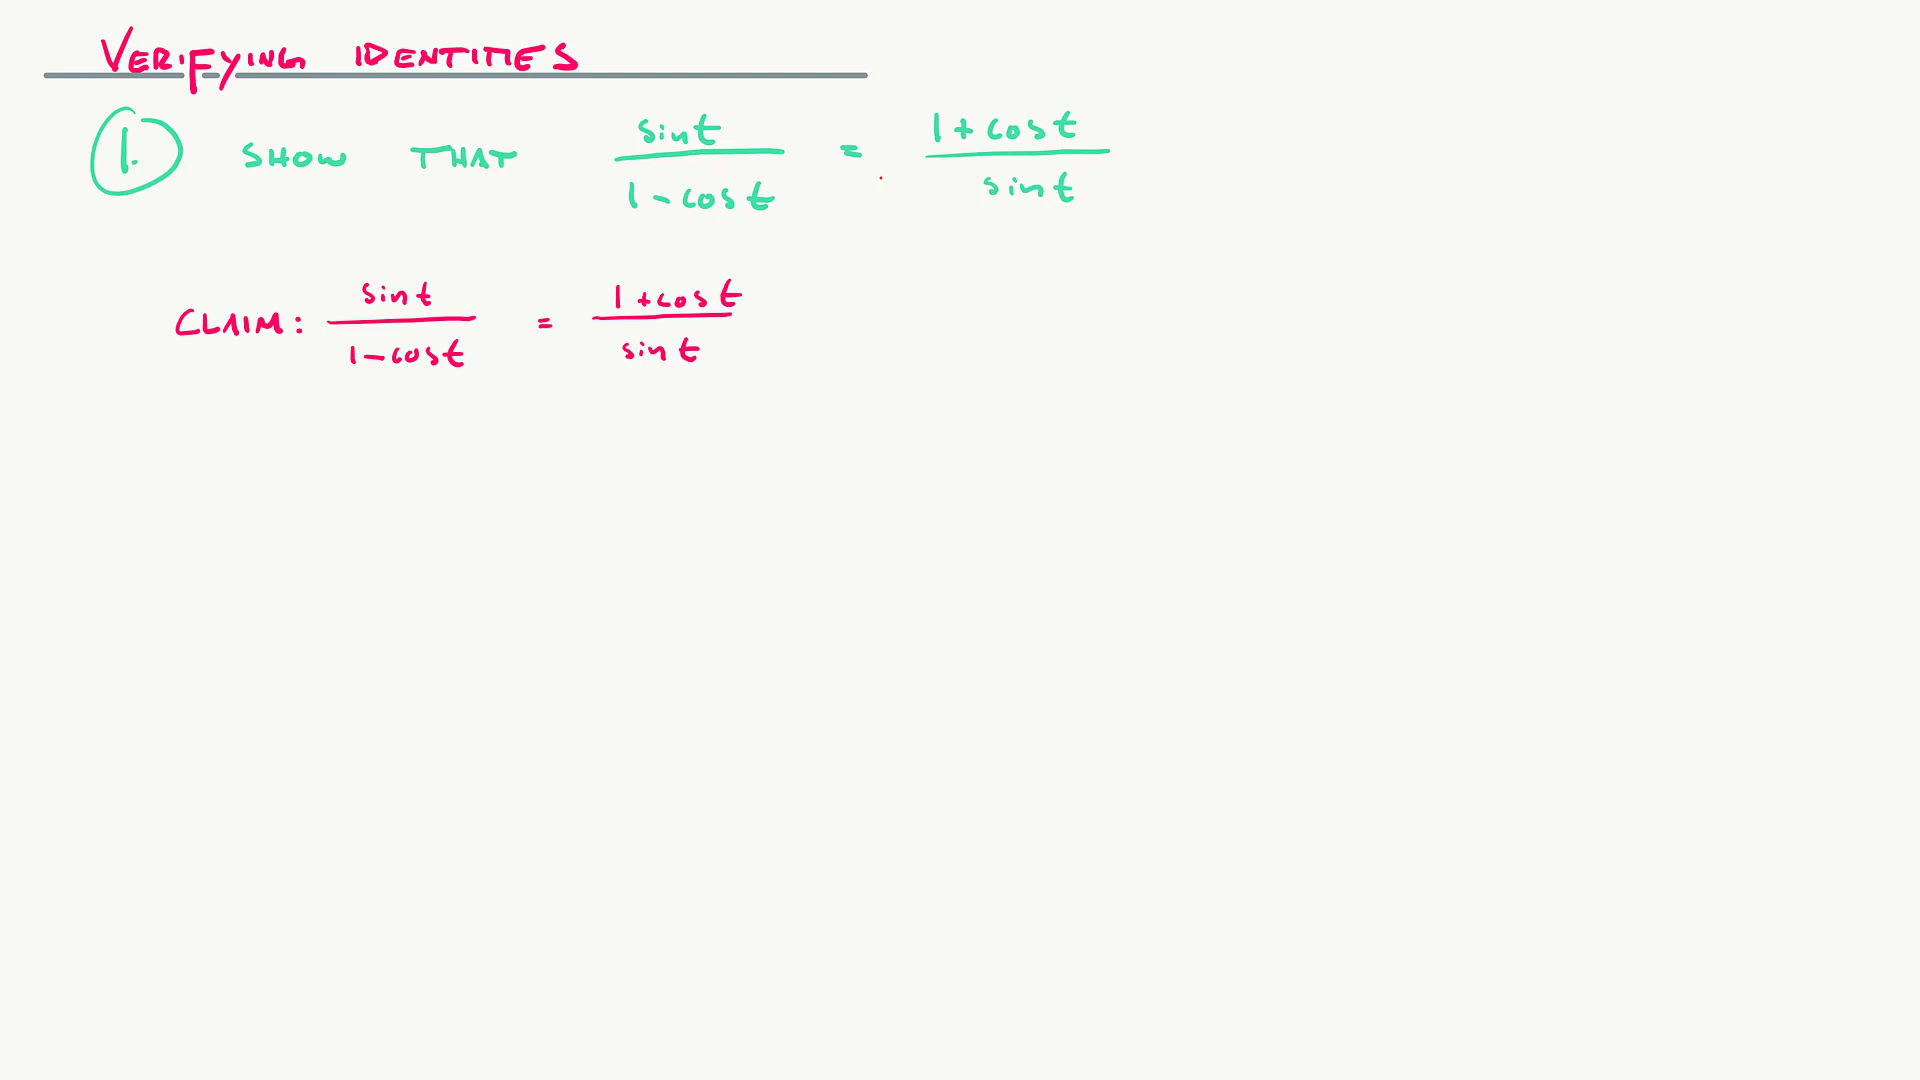 VERIFYING IDENTITIES
1. SHOW THAT sin t / 1 - cos t = 1 + cos t / sin t
CLAIM: sin t / 1 - cos t = 1 + cos t / sin t